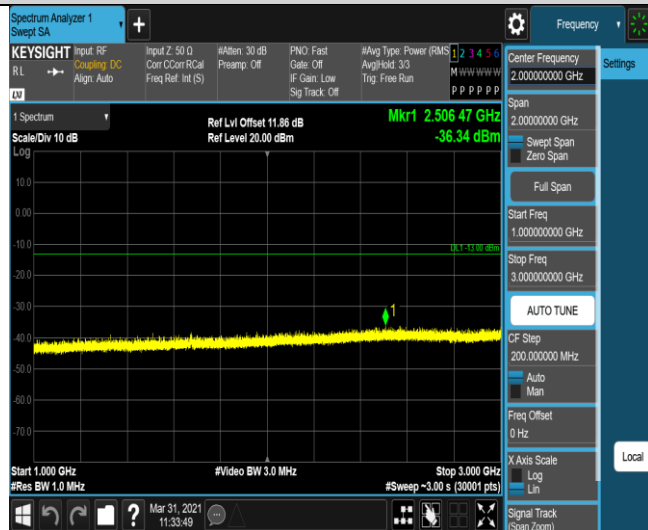 Spectrum Analyzer 1
Swept SA
+
Frequency
KEYSIGHT
RL
LXI
Input: RF
Coupling: DC
Align: Auto
Input Z: 50 Ω
Corr CCorr RCal
Freq Ref: Int (S)
#Atten: 30 dB
Preamp: Off
PNO: Fast
Gate: Off
IF Gain: Low
Sig Track: Off
#Avg Type: Power (RMS
Avg|Hold: 3/3
Trig: Free Run
1 2 3 4 5 6
M W W W W W
P P P P P P
1 Spectrum
Scale/Div 10 dB
Log
Ref Lvl Offset 11.86 dB
Ref Level 20.00 dBm
Mkr1 2.506 47 GHz
-36.34 dBm
10.0
0.00
-10.0
-20.0
-30.0
-40.0
-50.0
-60.0
-70.0
DL1 -13.00 dBm
1
Start 1.000 GHz
#Res BW 1.0 MHz
#Video BW 3.0 MHz
Stop 3.000 GHz
#Sweep ~3.00 s (30001 pts)
Mar 31, 2021
11:33:49
?
Center Frequency
2.000000000 GHz
Span
2.00000000 GHz
Swept Span
Zero Span
Full Span
Start Freq
1.000000000 GHz
Stop Freq
3.000000000 GHz
AUTO TUNE
CF Step
200.000000 MHz
Auto
Man
Freq Offset
0 Hz
X Axis Scale
Log
Lin
Signal Track
(Span Zoom)
Settings
Local